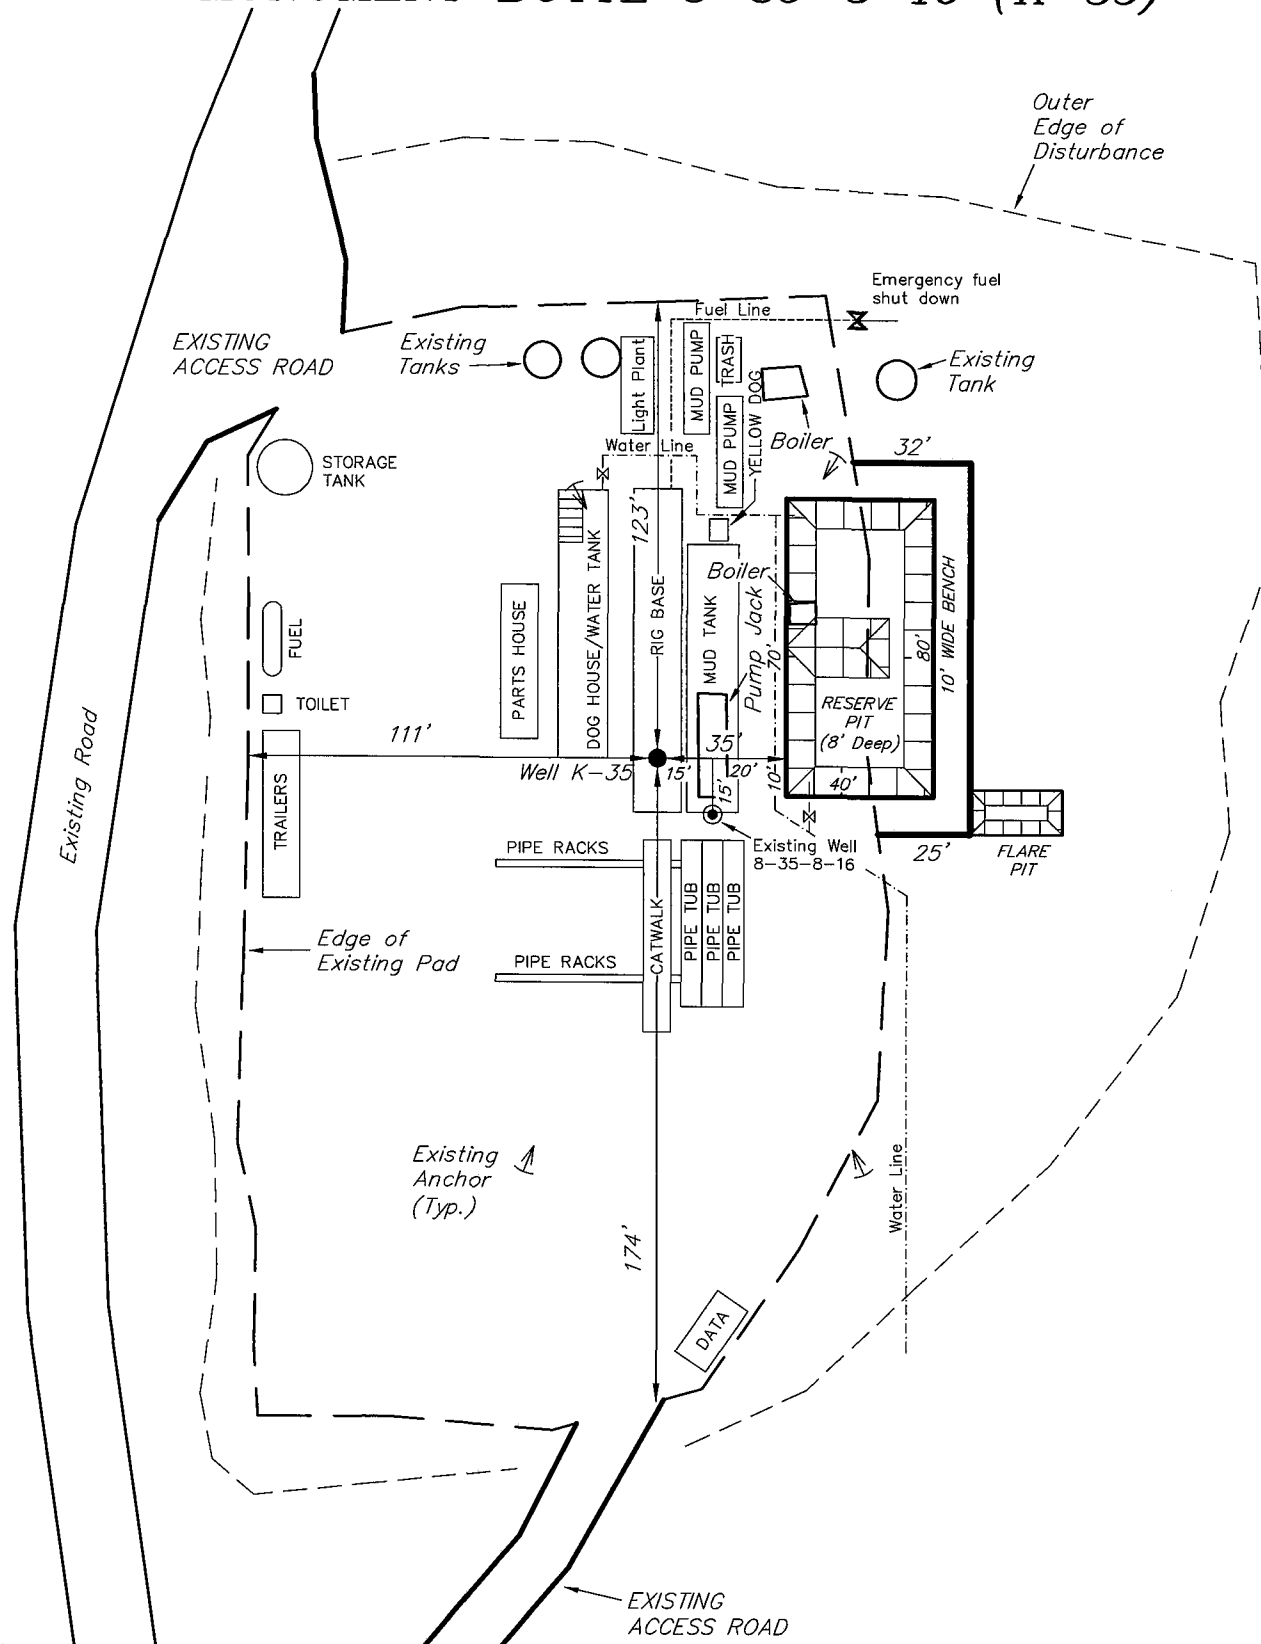 Outer
Edge of
Disturbance
Emergency fuel
shut down
Fuel Line
EXISTING
ACCESS ROAD
Existing
Tanks
Light Plant
MUD PUMP
TRASH
MUD PUMP
YELLOW DOG
Existing
Tank
Boiler
Water Line
32'
STORAGE
TANK
123'
DOG HOUSE/WATER TANK
RIG BASE
MUD TANK
Boiler
Pump Jack
70'
80'
10' WIDE BENCH
PARTS HOUSE
FUEL
TOILET
RESERVE
PIT
(8' Deep)
111'
35'
Well K-35
15'
20'
10'
40'
15'
TRAILERS
Existing Road
PIPE RACKS
Existing Well
8-35-8-16
25'
FLARE
PIT
CATWALK
PIPE TUB
PIPE TUB
PIPE TUB
Edge of
Existing Pad
PIPE RACKS
Existing
Anchor
(Typ.)
174'
Water Line
DATA
EXISTING
ACCESS ROAD